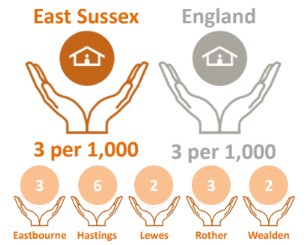 East Sussex England
3 per 1,000 3 per 1,000
3 6 2 3 2
Eastbourne Hastings Lewes Rother Wealden